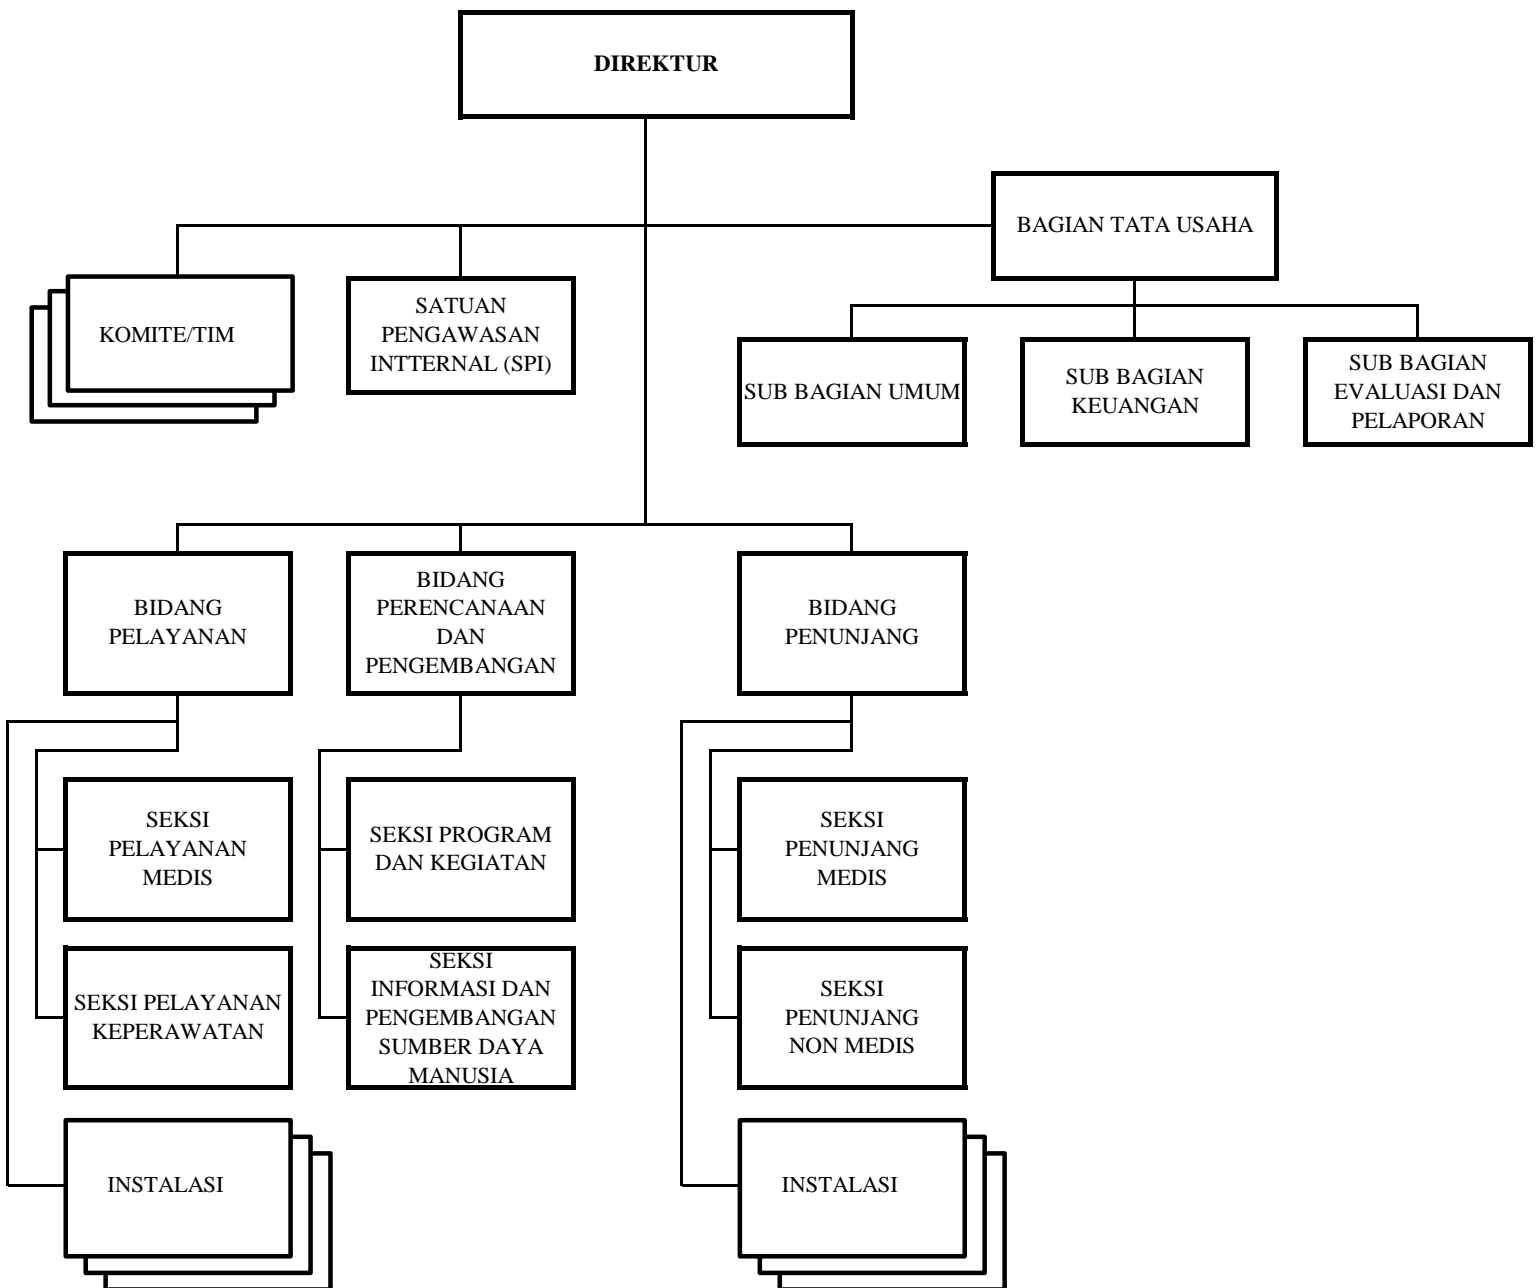 DIREKTUR
BAGIAN TATA USAHA
KOMITE/TIM
SATUAN
PENGAWASAN
INTTERNAL (SPI)
SUB BAGIAN UMUM
SUB BAGIAN
KEUANGAN
SUB BAGIAN
EVALUASI DAN
PELAPORAN
BIDANG
PELAYANAN
BIDANG
PERENCANAAN
DAN
PENGEMBANGAN
BIDANG
PENUNJANG
SEKSI
PELAYANAN
MEDIS
SEKSI PROGRAM
DAN KEGIATAN
SEKSI
PENUNJANG
MEDIS
SEKSI PELAYANAN
KEPERAWATAN
SEKSI
INFORMASI DAN
PENGEMBANGAN
SUMBER DAYA
MANUSIA
SEKSI
PENUNJANG
NON MEDIS
INSTALASI
INSTALASI